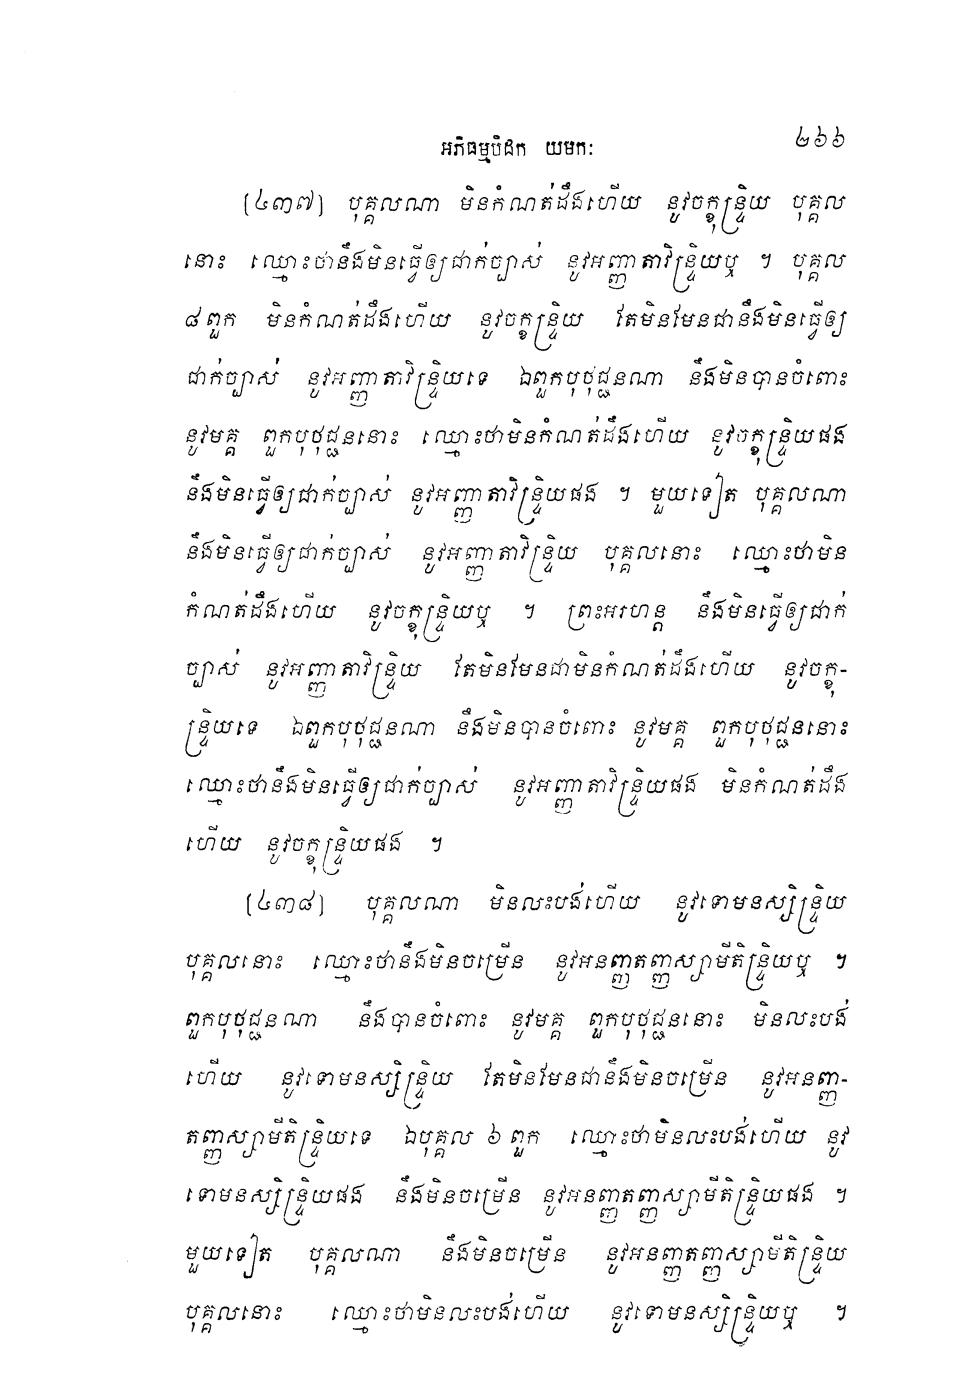 អភិធម្មបិដក យមកៈ
២៦៦
(៤៣៧) បុគ្គលណា មិនកំណត់ដឹងហើយ នូវចក្ខុន្ទ្រិយ បុគ្គល
នោះ ឈ្មោះថានឹងមិនធ្វើឲ្យជាក់ច្បាស់ នូវអញ្ញាតាវិន្ទ្រិយឬ ។ បុគ្គល
៨ ពួក មិនកំណត់ដឹងហើយ នូវចក្ខុន្ទ្រិយ តែមិនមែនជានឹងមិនធ្វើឲ្យ
ជាក់ច្បាស់ នូវអញ្ញាតាវិន្ទ្រិយទេ ឯពួកបុថុជ្ជនណា នឹងមិនបានចំពោះ
នូវមគ្គ ពួកបុថុជ្ជននោះ ឈ្មោះថាមិនកំណត់ដឹងហើយ នូវចក្ខុន្ទ្រិយផង
នឹងមិនធ្វើឲ្យជាក់ច្បាស់ នូវអញ្ញាតាវិន្ទ្រិយផង ។ មួយទៀត បុគ្គលណា
នឹងមិនធ្វើឲ្យជាក់ច្បាស់ នូវអញ្ញាតាវិន្ទ្រិយ បុគ្គលនោះ ឈ្មោះថាមិន
កំណត់ដឹងហើយ នូវចក្ខុន្ទ្រិយឬ ។ ព្រះអរហន្ត នឹងមិនធ្វើឲ្យជាក់
ច្បាស់ នូវអញ្ញាតាវិន្ទ្រិយ តែមិនមែនជាមិនកំណត់ដឹងហើយ នូវចក្ខុ-
ន្ទ្រិយទេ ឯពួកបុថុជ្ជនណា នឹងមិនបានចំពោះ នូវមគ្គ ពួកបុថុជ្ជននោះ
ឈ្មោះថានឹងមិនធ្វើឲ្យជាក់ច្បាស់ នូវអញ្ញាតាវិន្ទ្រិយផង មិនកំណត់ដឹង
ហើយ នូវចក្ខុន្ទ្រិយផង ។
(៤៣៨) បុគ្គលណា មិនលះបង់ហើយ នូវទោមនស្សិន្ទ្រិយ
បុគ្គលនោះ ឈ្មោះថានឹងមិនចម្រើន នូវអនញ្ញតញ្ញស្សាមីតិន្ទ្រិយឬ ។
ពួកបុថុជ្ជនណា នឹងបានចំពោះ នូវមគ្គ ពួកបុថុជ្ជននោះ មិនលះបង់
ហើយ នូវទោមនស្សិន្ទ្រិយ តែមិនមែនជានឹងមិនចម្រើន នូវអនញ្ញា-
តញ្ញស្សាមីតិន្ទ្រិយទេ ឯបុគ្គល ៦ ពួក ឈ្មោះថាមិនលះបង់ហើយ នូវ
ទោមនស្សិន្ទ្រិយផង នឹងមិនចម្រើន នូវអនញ្ញតញ្ញស្សាមីតិន្ទ្រិយផង ។
មួយទៀត បុគ្គលណា នឹងមិនចម្រើន នូវអនញ្ញតញ្ញស្សាមីតិន្ទ្រិយ
បុគ្គលនោះ ឈ្មោះថាមិនលះបង់ហើយ នូវទោមនស្សិន្ទ្រិយឬ ។